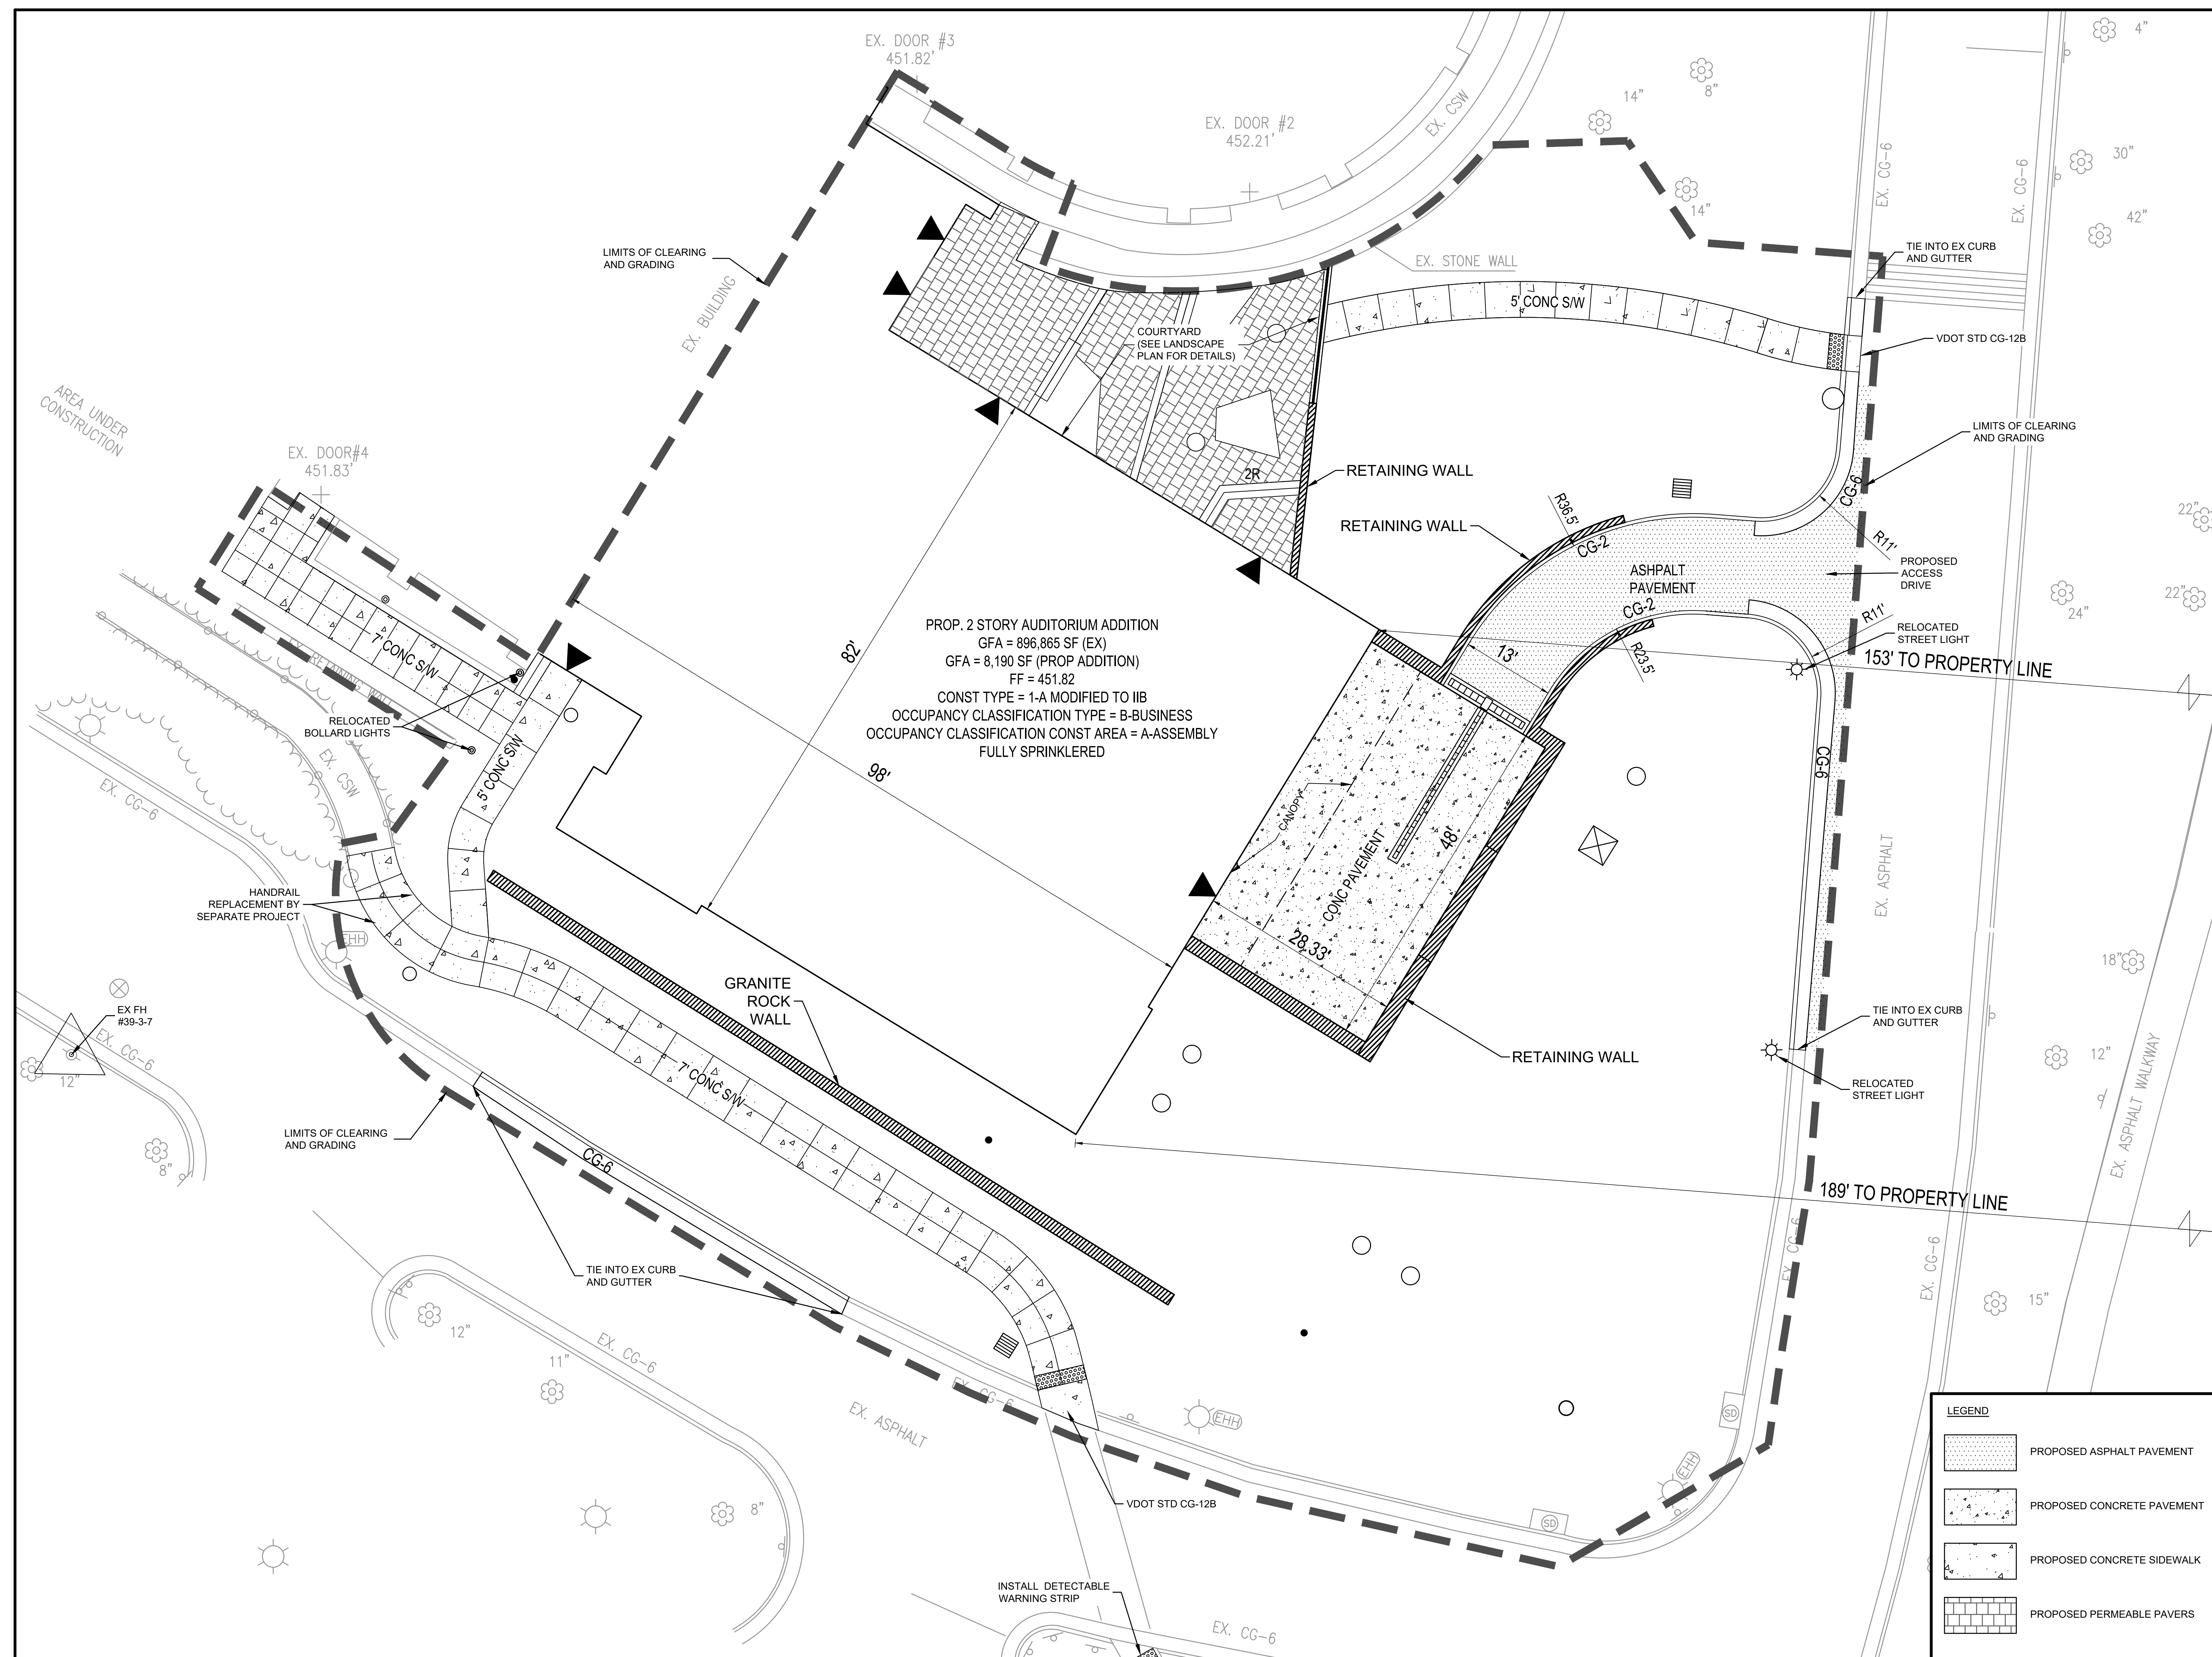 EX. DOOR #3
451.82'
EX. DOOR #2
452.21'
EX. CSW
14"
8"
14"
4"
30"
42"
EX. CG-6
EX. CG-6
LIMITS OF CLEARING
AND GRADING
EX. BUILDING
EX. STONE WALL
TIE INTO EX CURB
AND GUTTER
5' CONC S/W
VDOT STD CG-12B
COURTYARD
(SEE LANDSCAPE
PLAN FOR DETAILS)
AREA UNDER
CONSTRUCTION
EX. DOOR#4
451.83'
LIMITS OF CLEARING
AND GRADING
2R
RETAINING WALL
RETAINING WALL
R36.5'
CG-2
CG-6
R11'
22"
ASHPALT
PAVEMENT
PROPOSED
ACCESS
DRIVE
CG-2
R11'
24"
22"
RELOCATED
STREET LIGHT
13'
R23.5'
153' TO PROPERTY LINE
PROP. 2 STORY AUDITORIUM ADDITION
GFA = 896,865 SF (EX)
GFA = 8,190 SF (PROP ADDITION)
FF = 451.82
CONST TYPE = 1-A MODIFIED TO IIB
OCCUPANCY CLASSIFICATION TYPE = B-BUSINESS
OCCUPANCY CLASSIFICATION CONST AREA = A-ASSEMBLY
FULLY SPRINKLERED
82'
98'
7' CONC S/W
EX. RETAINING WALL
RELOCATED
BOLLARD LIGHTS
5' CONC S/W
EX. CSW
EX. CG-6
CANOPY
CONC PAVEMENT
48'
28.33'
CG-6
EX. ASPHALT
HANDRAIL
REPLACEMENT BY
SEPARATE PROJECT
EHH
18"
GRANITE
ROCK
WALL
EX FH
#39-3-7
EX. CG-6
12"
8"
TIE INTO EX CURB
AND GUTTER
RETAINING WALL
12"
RELOCATED
STREET LIGHT
EX. ASPHALT WALKWAY
7' CONC S/W
LIMITS OF CLEARING
AND GRADING
CG-6
189' TO PROPERTY LINE
EX. CG-6
EX. CG-6
TIE INTO EX CURB
AND GUTTER
15"
12"
11"
EX. CG-6
EX. CG-6
EX. ASPHALT
EHH
SD
EHH
SD
8"
VDOT STD CG-12B
INSTALL DETECTABLE
WARNING STRIP
EX. CG-6
LEGEND
PROPOSED ASPHALT PAVEMENT
PROPOSED CONCRETE PAVEMENT
PROPOSED CONCRETE SIDEWALK
PROPOSED PERMEABLE PAVERS